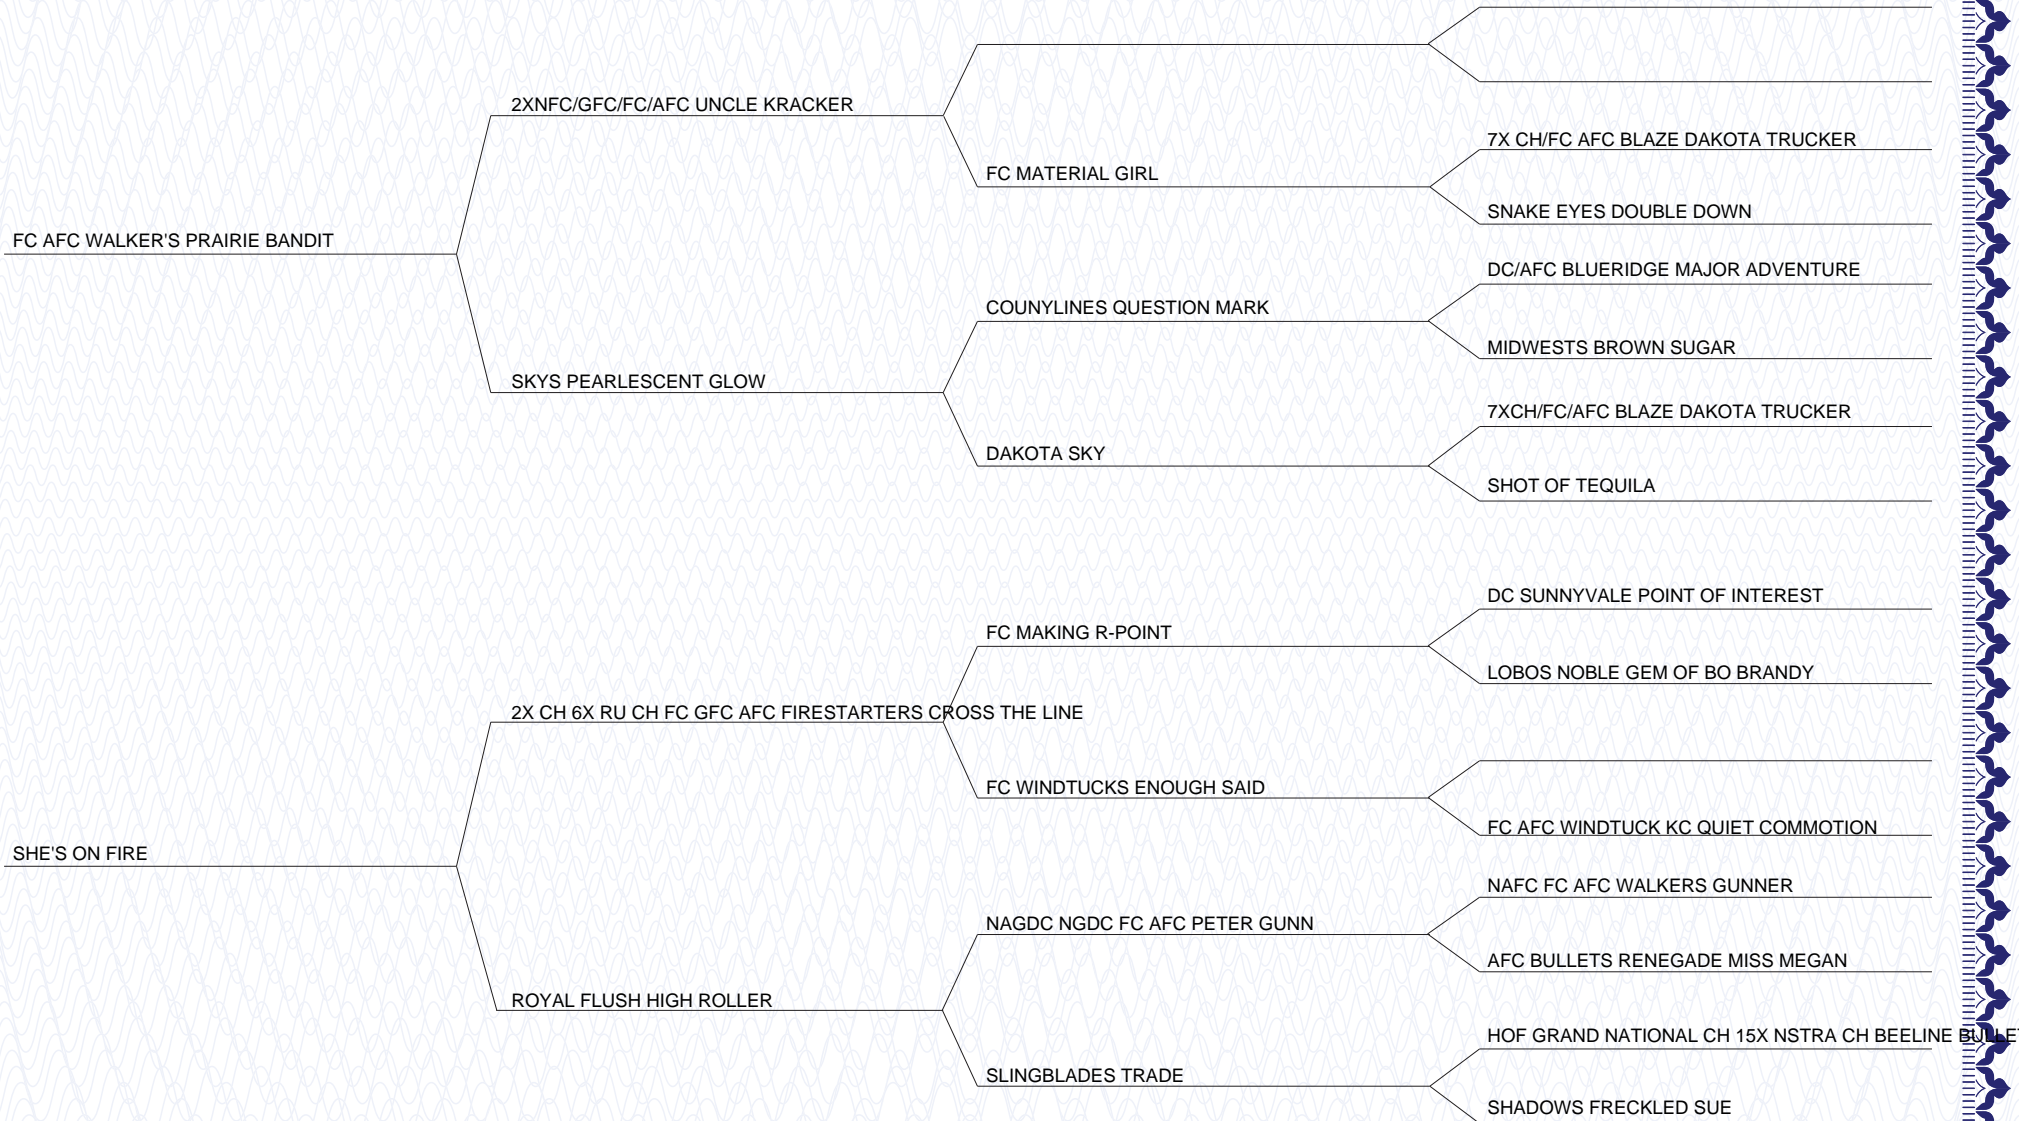 2XNFC/GFC/FC/AFC UNCLE KRACKER
7X CH/FC AFC BLAZE DAKOTA TRUCKER
FC MATERIAL GIRL
SNAKE EYES DOUBLE DOWN
FC AFC WALKER'S PRAIRIE BANDIT
DC/AFC BLUERIDGE MAJOR ADVENTURE
COUNYLINES QUESTION MARK
MIDWESTS BROWN SUGAR
SKYS PEARLESCENT GLOW
7XCH/FC/AFC BLAZE DAKOTA TRUCKER
DAKOTA SKY
SHOT OF TEQUILA
DC SUNNYVALE POINT OF INTEREST
FC MAKING R-POINT
LOBOS NOBLE GEM OF BO BRANDY
2X CH 6X RU CH FC GFC AFC FIRESTARTERS CROSS THE LINE
FC WINDTUCKS ENOUGH SAID
FC AFC WINDTUCK KC QUIET COMMOTION
SHE'S ON FIRE
NAFC FC AFC WALKERS GUNNER
NAGDC NGDC FC AFC PETER GUNN
AFC BULLETS RENEGADE MISS MEGAN
ROYAL FLUSH HIGH ROLLER
HOF GRAND NATIONAL CH 15X NSTRA CH BEELINE BULLET
SLINGBLADES TRADE
SHADOWS FRECKLED SUE